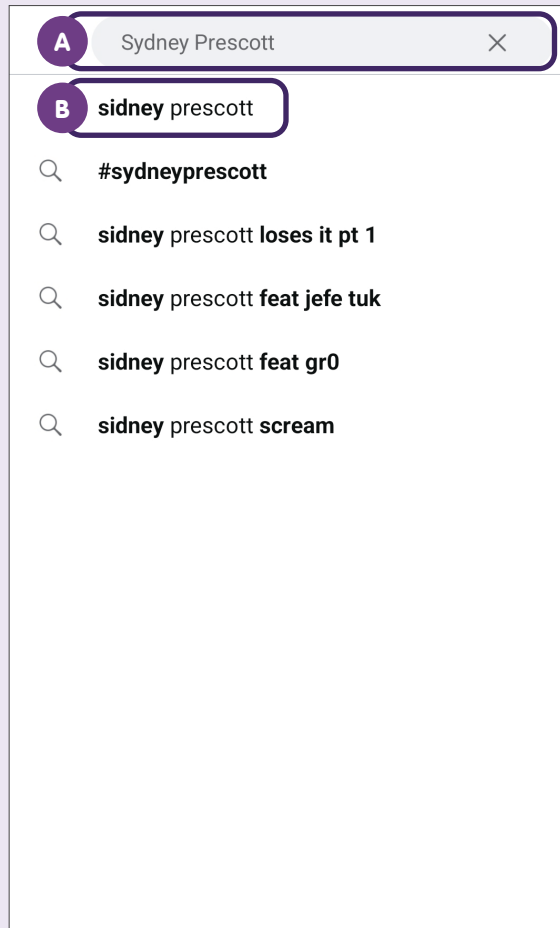 A Sydney Prescott
B sidney prescott
#sydneyprescott
sidney prescott loses it pt 1
sidney prescott feat jefe tuk
sidney prescott feat gr0
sidney prescott scream